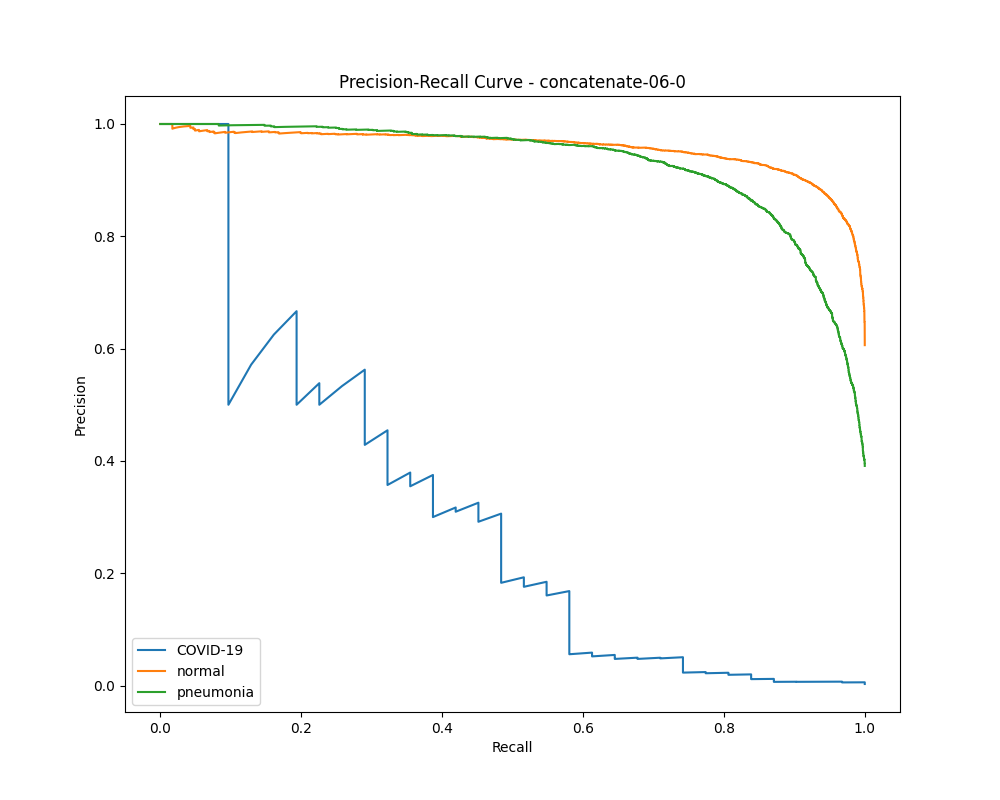 Precision-Recall Curve - concatenate-06-0
1.0
0.8
0.6
0.4
0.2
0.0
Precision
COVID-19
normal
pneumonia
0.0 0.2 0.4 0.6 0.8 1.0
Recall